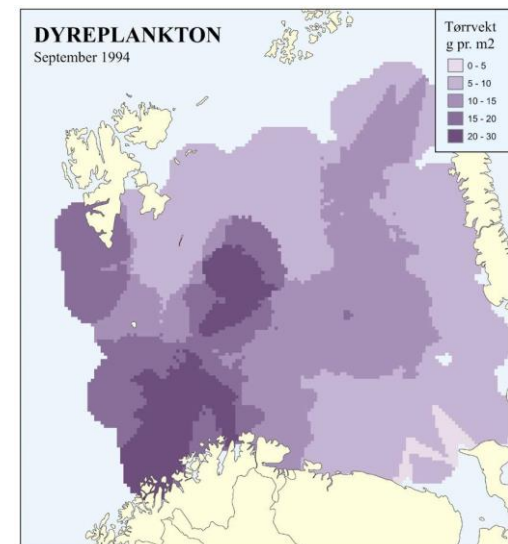 DYREPLANKTON
September 1994
Tørrvekt
g pr. m2
0 - 5
5 - 10
10 - 15
15 - 20
20 - 30